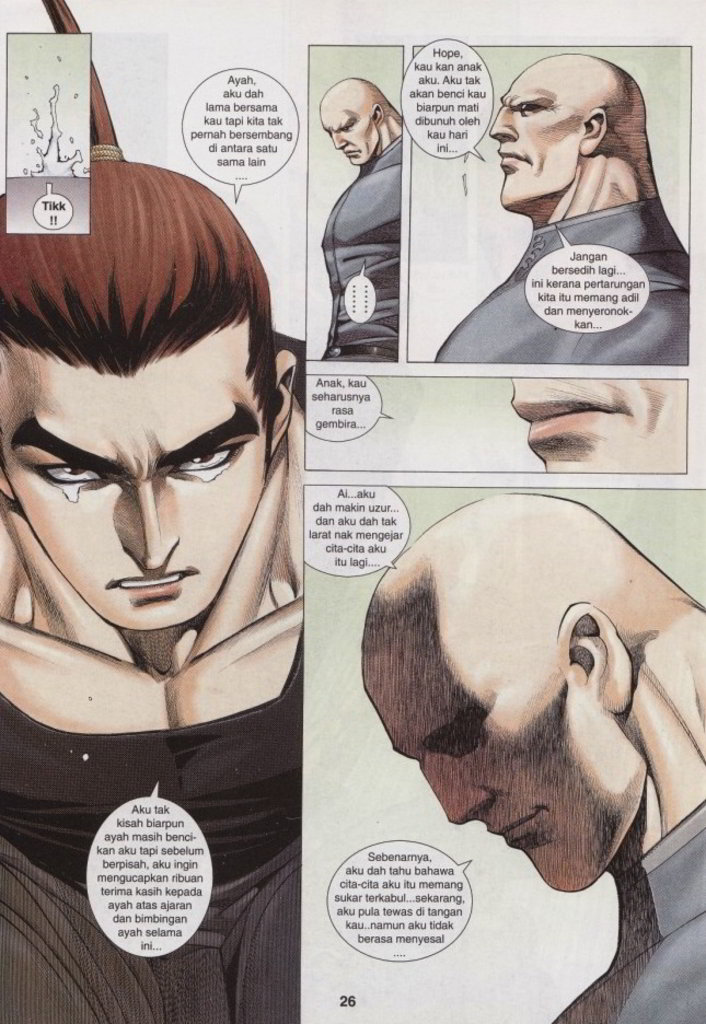 Tikk
!!
Ayah,
aku dah
lama bersama
kau tapi kita tak
pernah bersembang
di antara satu
sama lain
....
Aku tak
kisah biarpun
ayah masih benci-
kan aku tapi sebelum
berpisah, aku ingin
mengucapkan ribuan
terima kasih kepada
ayah atas ajaran
dan bimbingan
ayah selama
ini...
Hope,
kau kan anak
aku. Aku tak
akan benci kau
biarpun mati
dibunuh oleh
kau hari
ini...
Jangan
bersedih lagi...
ini kerana pertarungan
kita itu memang adil
dan menyeronok-
kan...
Anak, kau
seharusnya
rasa
gembira...
Ai...aku
dah makin uzur...
dan aku dah tak
larat nak mengejar
cita-cita aku
itu lagi....
Sebenarnya,
aku dah tahu bahawa
cita-cita aku itu memang
sukar terkabul...sekarang,
aku pula tewas di tangan
kau..namun aku tidak
berasa menyesal
....
26